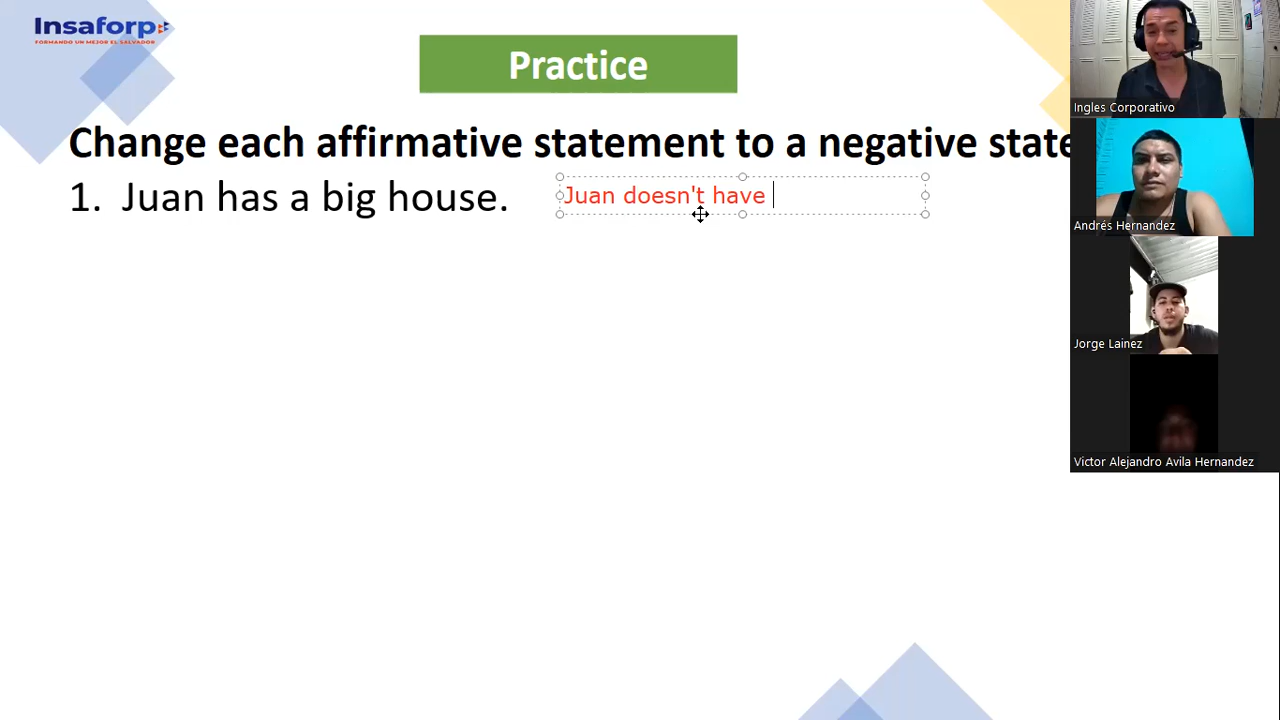 Insaforp
FORMANDO UN MEJOR EL SALVADOR
Practice
Change each affirmative statement to a negative state
1. Juan has a big house.
Juan doesn't have
Ingles Corporativo
Andrés Hernandez
Jorge Lainez
Victor Alejandro Avila Hernandez